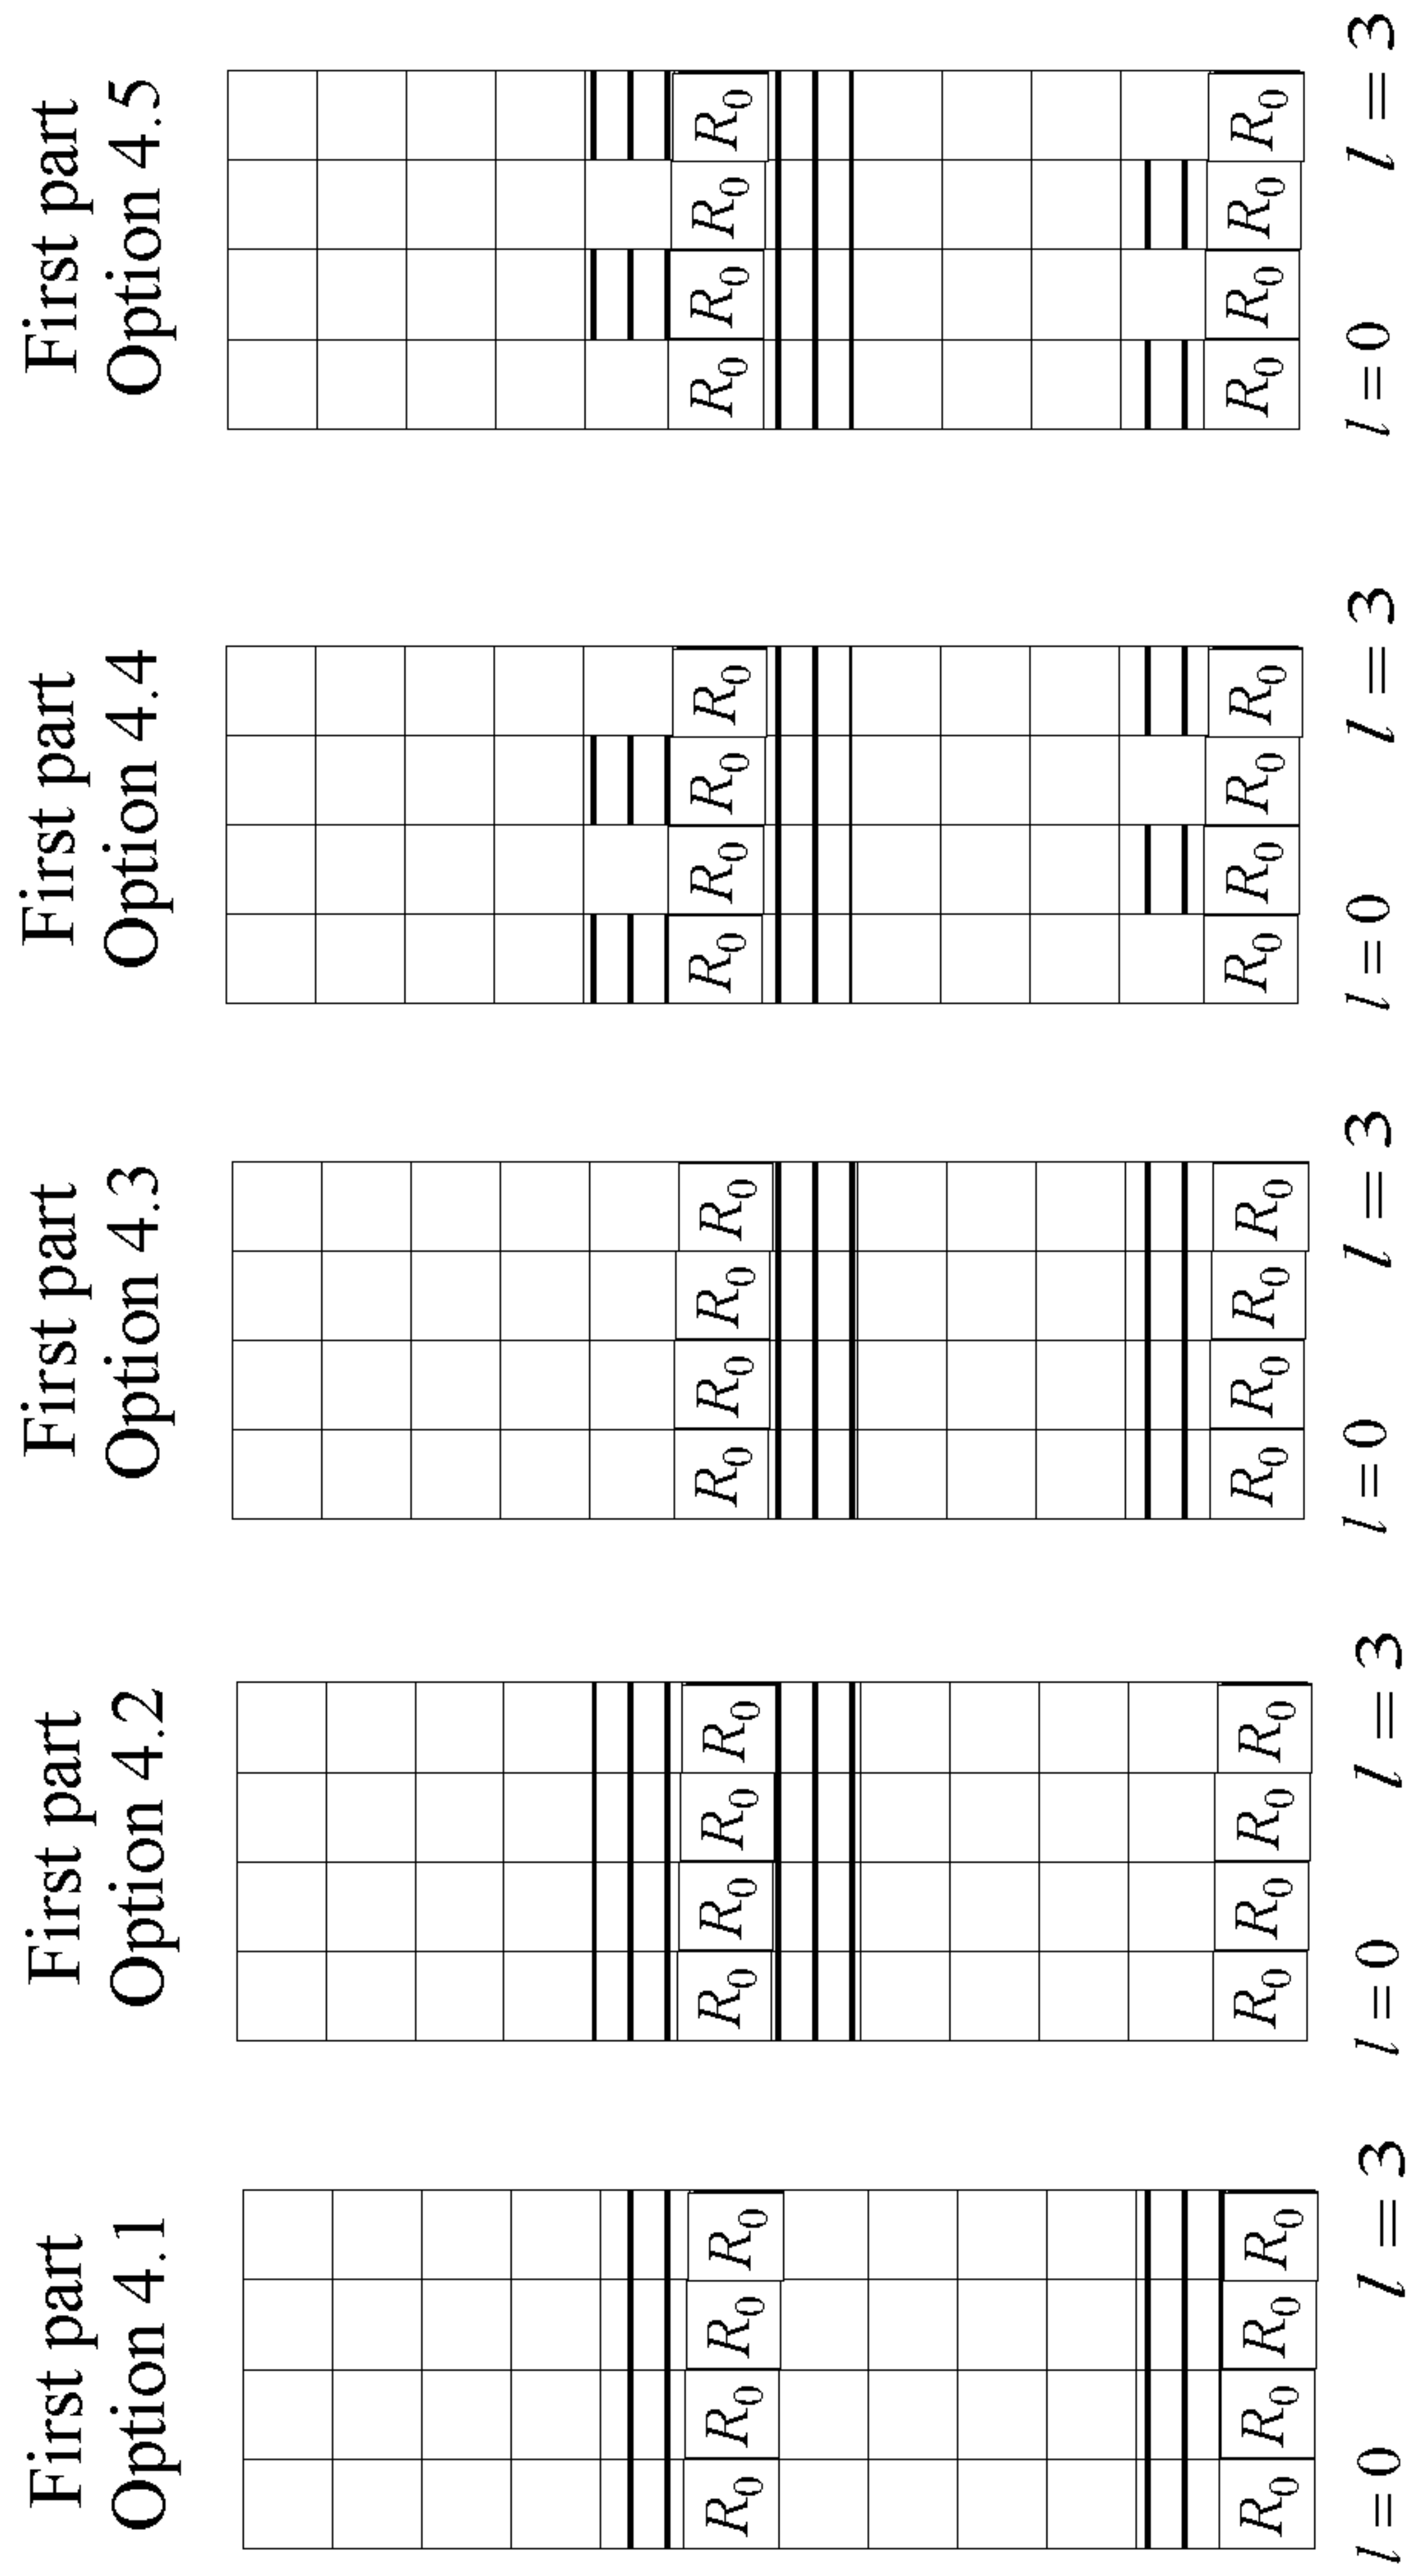 First part
Option 4.1
R₀ R₀ R₀ R₀
R₀ R₀ R₀ R₀
l = 0 l = 3
First part
Option 4.2
R₀ R₀ R₀ R₀
R₀ R₀ R₀ R₀
l = 0 l = 3
First part
Option 4.3
R₀ R₀ R₀ R₀
R₀ R₀ R₀ R₀
l = 0 l = 3
First part
Option 4.4
R₀ R₀ R₀ R₀
R₀ R₀ R₀ R₀
l = 0 l = 3
First part
Option 4.5
R₀ R₀ R₀ R₀
R₀ R₀ R₀ R₀
l = 0 l = 3